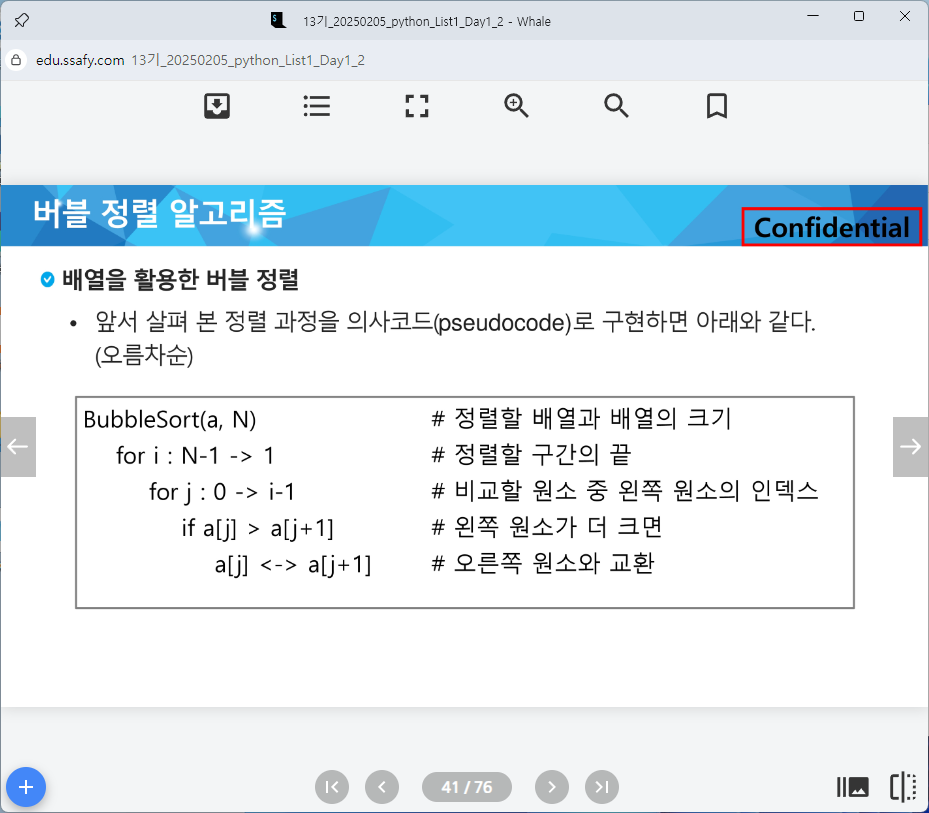 13기_20250205_python_List1_Day1_2 - Whale
edu.ssafy.com 13기_20250205_python_List1_Day1_2
버블 정렬 알고리즘
Confidential
배열을 활용한 버블 정렬
• 앞서 살펴 본 정렬 과정을 의사코드(pseudocode)로 구현하면 아래와 같다.
(오름차순)
BubbleSort(a, N) # 정렬할 배열과 배열의 크기
for i : N-1 -> 1 # 정렬할 구간의 끝
for j : 0 -> i-1 # 비교할 원소 중 왼쪽 원소의 인덱스
if a[j] > a[j+1] # 왼쪽 원소가 더 크면
a[j] <-> a[j+1] # 오른쪽 원소와 교환
41 / 76